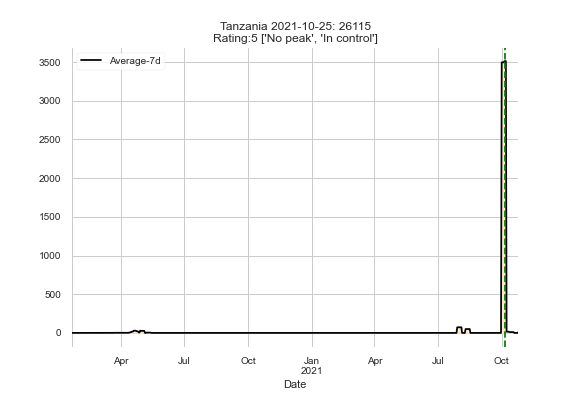 Tanzania 2021-10-25: 26115
Rating:5 ['No peak', 'In control']
Average-7d
3500
3000
2500
2000
1500
1000
500
0
Apr
Jul
Oct
Jan
2021
Apr
Jul
Oct
Date